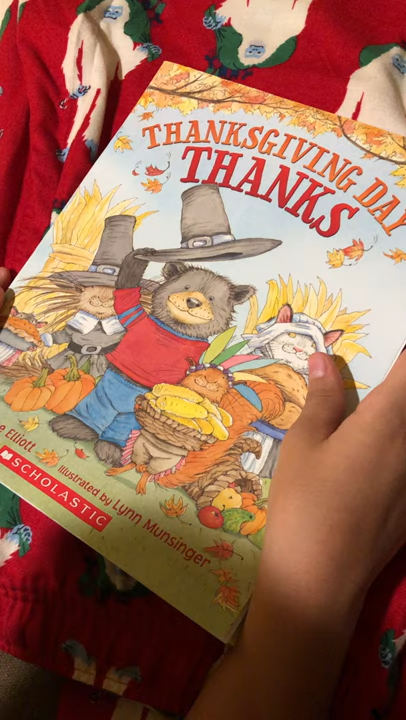 THANKSGIVING DAY
THANKS
Elliott
illustrated by Lynn Munsinger
SCHOLASTIC